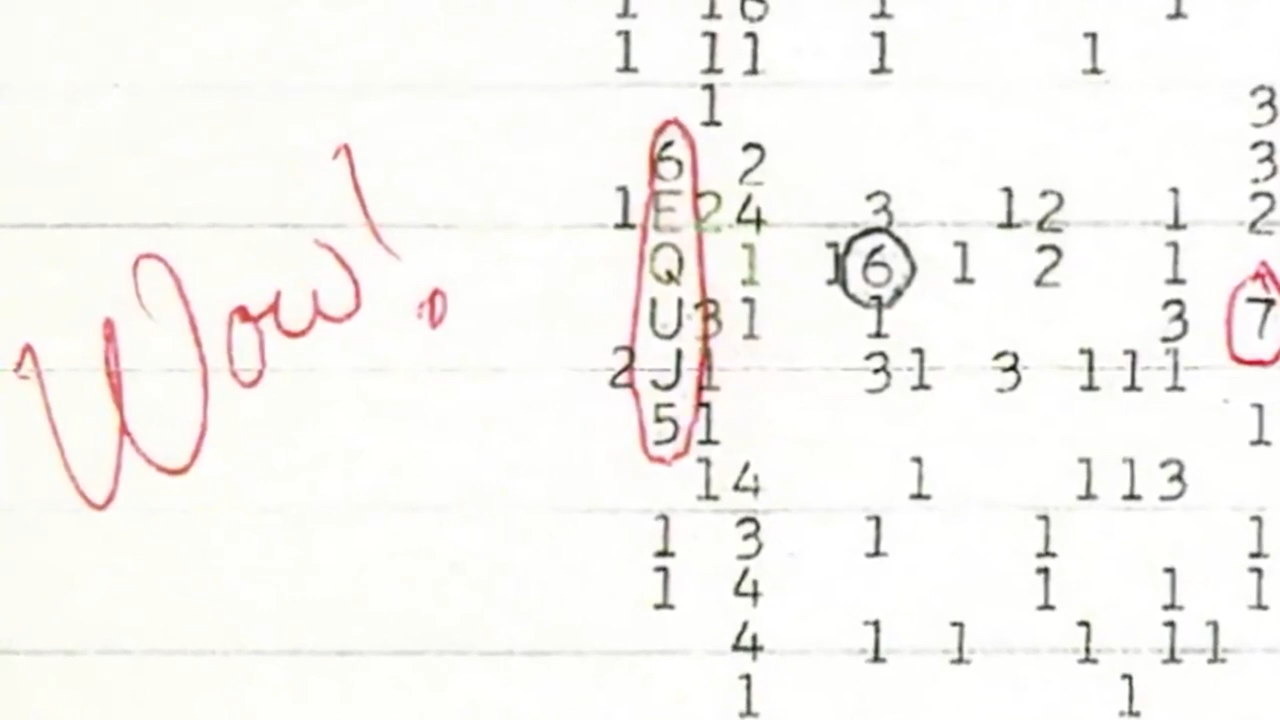 1 16 1 1
1 11 1 1
1 3
6 2 3
1E24 3 12 1 2
Wow! Q 1 16 1 2 1
U31 1 3 7
2J1 31 3 111
51 1
14 1 113
1 3 1 1 1
1 4 1 1 1
4 1 1 1 11
1 1